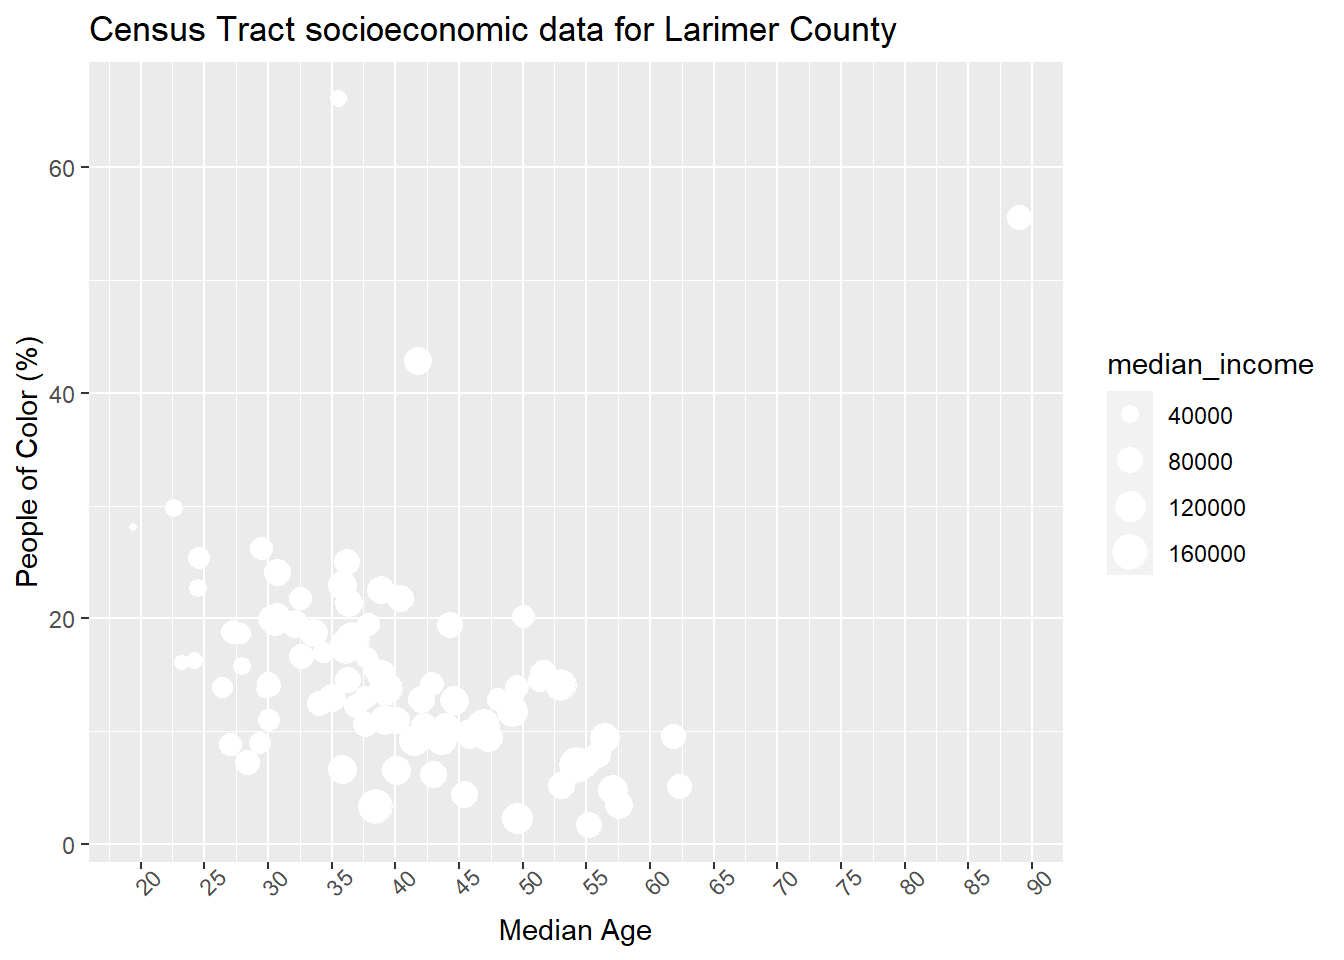 Census Tract socioeconomic data for Larimer County
People of Color (%)
60
40
20
0
20 25 30 35 40 45 50 55 60 65 70 75 80 85 90
Median Age
median_income
40000
80000
120000
160000